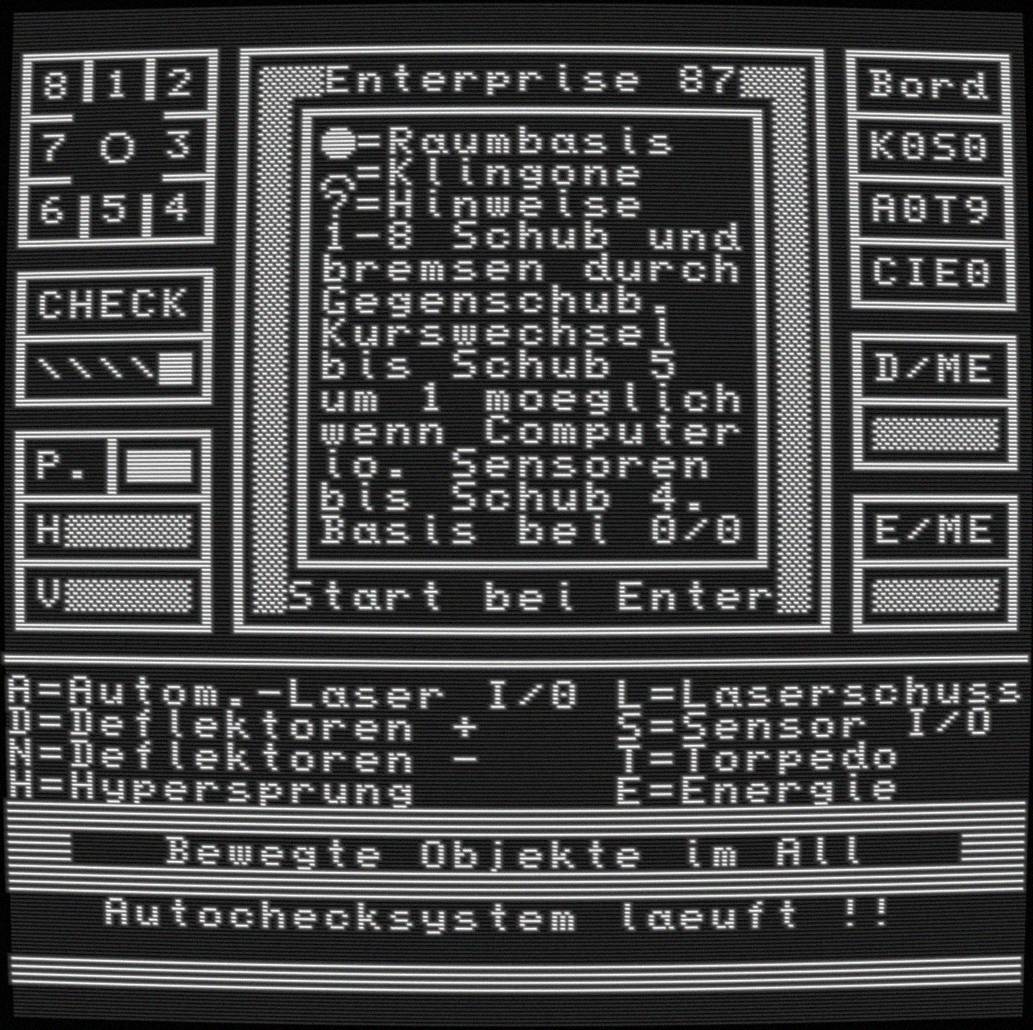 8 1 2
7 3
6 5 4
CHECK
\\\\
P.
H
V
Enterprise 87
=Raumbasis
=Klingone
?=Hinweise
1-8 Schub und
bremsen durch
Gegenschub,
Kurswechsel
bis Schub 5
um 1 moeglich
wenn Computer
io. Sensoren
bis Schub 4.
Basis bei 0/0
Start bei Enter
Bord
K0S0
A0T9
CIE0
D/ME
E/ME
A=Autom.-Laser I/0 L=Laserschuss
D=Deflektoren + S=Sensor I/O
N=Deflektoren - T=Torpedo
H=Hypersprung E=Energie
Bewegte Objekte im All
Autochecksystem laeuft !!